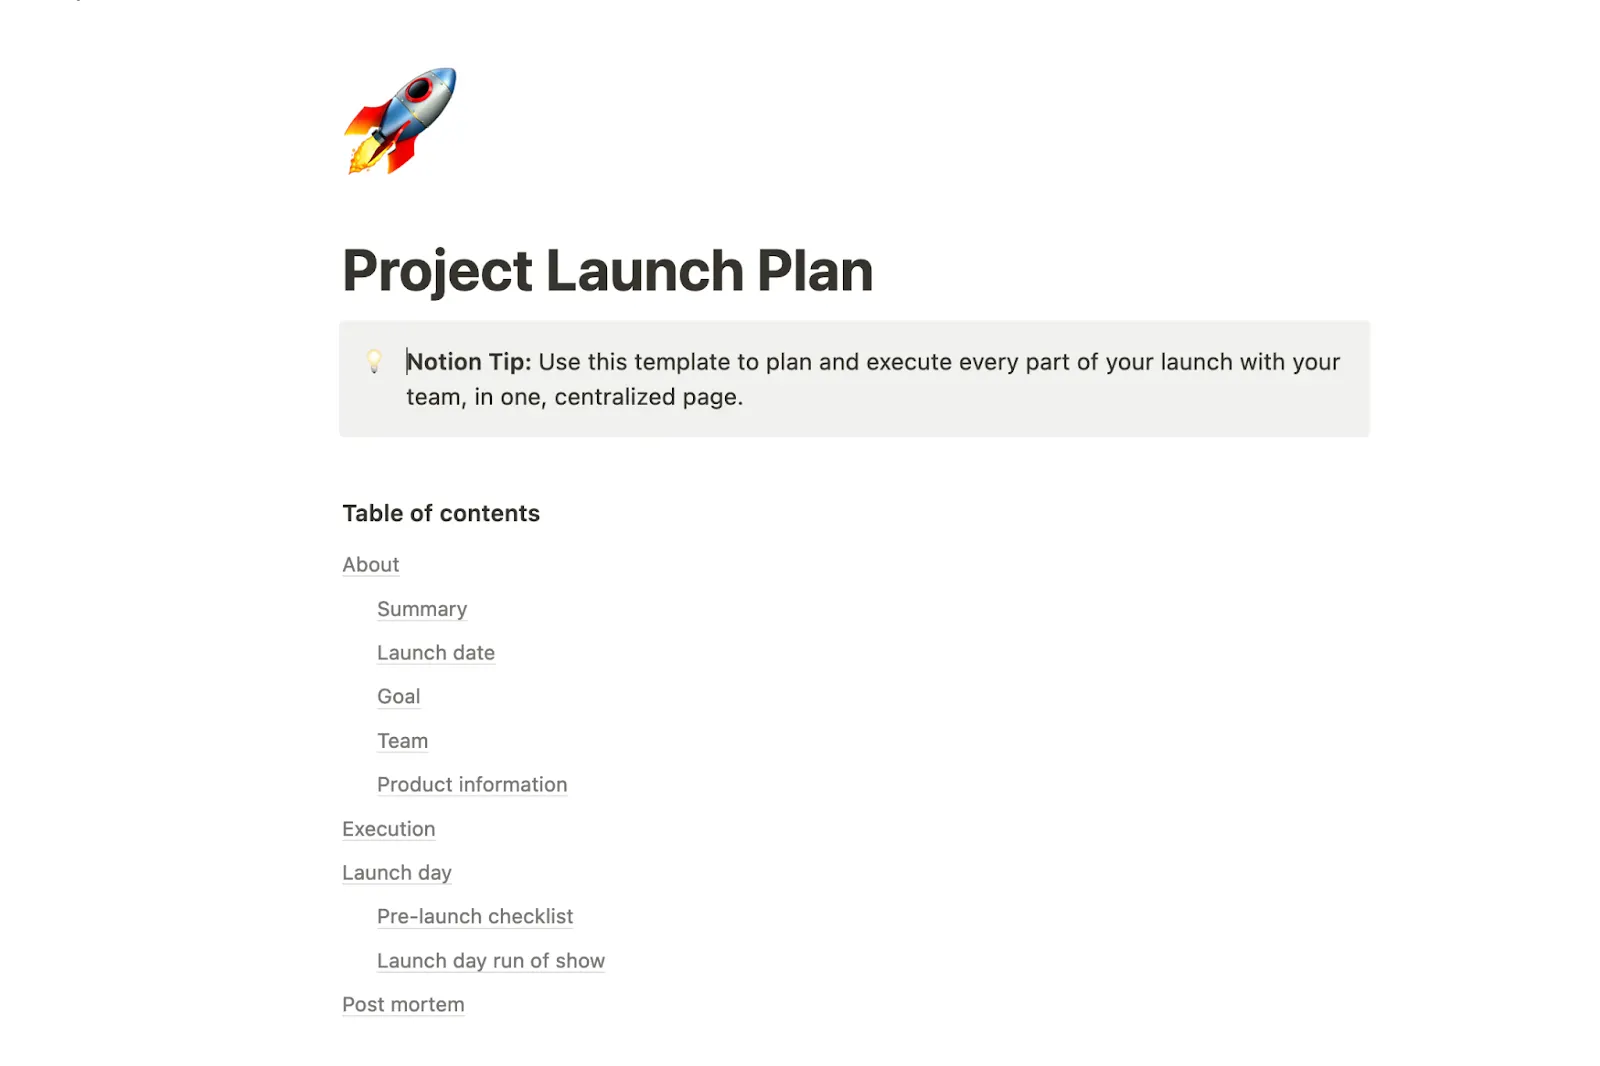 Project Launch Plan
Notion Tip: Use this template to plan and execute every part of your launch with your
team, in one, centralized page.
Table of contents
About
Summary
Launch date
Goal
Team
Product information
Execution
Launch day
Pre-launch checklist
Launch day run of show
Post mortem